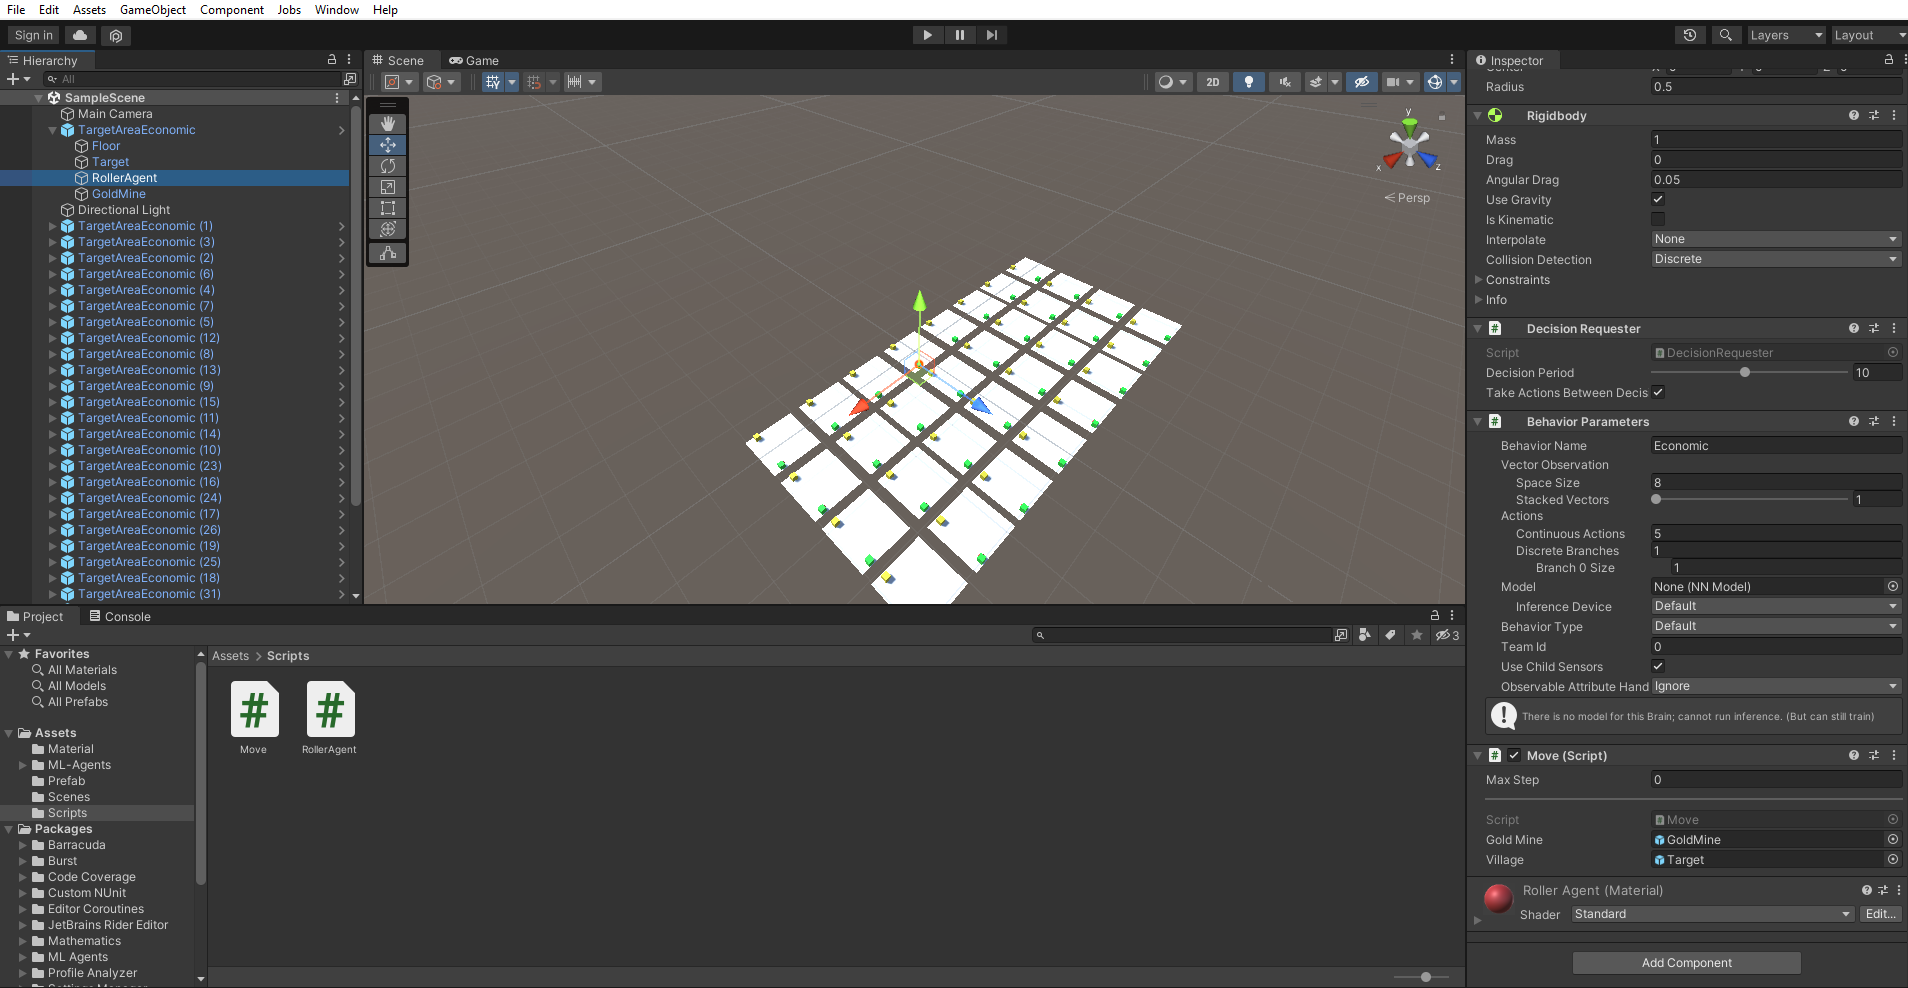 File Edit Assets GameObject Component Jobs Window Help
Sign in
Layers
Layout
Hierarchy
All
SampleScene
Main Camera
TargetAreaEconomic
Floor
Target
RollerAgent
GoldMine
Directional Light
TargetAreaEconomic (1)
TargetAreaEconomic (3)
TargetAreaEconomic (2)
TargetAreaEconomic (6)
TargetAreaEconomic (4)
TargetAreaEconomic (7)
TargetAreaEconomic (5)
TargetAreaEconomic (12)
TargetAreaEconomic (8)
TargetAreaEconomic (13)
TargetAreaEconomic (9)
TargetAreaEconomic (15)
TargetAreaEconomic (11)
TargetAreaEconomic (14)
TargetAreaEconomic (10)
TargetAreaEconomic (23)
TargetAreaEconomic (16)
TargetAreaEconomic (24)
TargetAreaEconomic (17)
TargetAreaEconomic (26)
TargetAreaEconomic (19)
TargetAreaEconomic (25)
TargetAreaEconomic (18)
TargetAreaEconomic (31)
Scene Game
2D
y
x z
Persp
Inspector
Radius 0.5
Rigidbody
Mass 1
Drag 0
Angular Drag 0.05
Use Gravity
Is Kinematic
Interpolate None
Collision Detection Discrete
Constraints
Info
Decision Requester
Script DecisionRequester
Decision Period 10
Take Actions Between Decis
Behavior Parameters
Behavior Name Economic
Vector Observation
Space Size 8
Stacked Vectors 1
Actions
Continuous Actions 5
Discrete Branches 1
Branch 0 Size 1
Model None (NN Model)
Inference Device Default
Behavior Type Default
Team Id 0
Use Child Sensors
Observable Attribute Hand Ignore
There is no model for this Brain; cannot run inference. (But can still train)
Move (Script)
Max Step 0
Script Move
Gold Mine GoldMine
Village Target
Roller Agent (Material)
Shader Standard Edit...
Add Component
Project Console
3
Favorites
All Materials
All Models
All Prefabs
Assets
Material
ML-Agents
Prefab
Scenes
Scripts
Packages
Barracuda
Burst
Code Coverage
Custom NUnit
Editor Coroutines
JetBrains Rider Editor
Mathematics
ML Agents
Profile Analyzer
Assets > Scripts
Move
RollerAgent